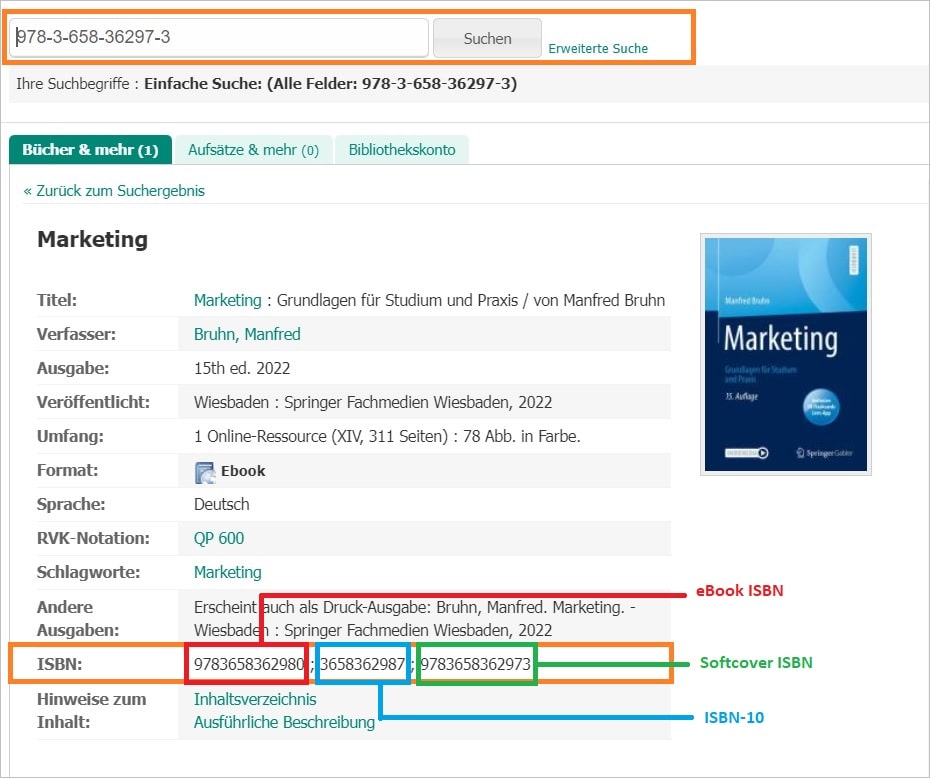 978-3-658-36297-3
Suchen
Erweiterte Suche
Ihre Suchbegriffe : Einfache Suche: (Alle Felder: 978-3-658-36297-3)
Bücher & mehr (1)
Aufsätze & mehr (0)
Bibliothekskonto
« Zurück zum Suchergebnis
Marketing
Titel: Marketing : Grundlagen für Studium und Praxis / von Manfred Bruhn
Verfasser: Bruhn, Manfred
Ausgabe: 15th ed. 2022
Veröffentlicht: Wiesbaden : Springer Fachmedien Wiesbaden, 2022
Umfang: 1 Online-Ressource (XIV, 311 Seiten) : 78 Abb. in Farbe.
Format: Ebook
Sprache: Deutsch
RVK-Notation: QP 600
Schlagworte: Marketing
Andere Erscheint auch als Druck-Ausgabe: Bruhn, Manfred. Marketing. -
Ausgaben: Wiesbaden : Springer Fachmedien Wiesbaden, 2022
ISBN: 9783658362980 ; 3658362987 ; 9783658362973
Hinweise zum Inhaltsverzeichnis
Inhalt: Ausführliche Beschreibung
Manfred Bruhn
Marketing
Grundlagen für Studium
und Praxis
15. Auflage
Springer Gabler
eBook ISBN
Softcover ISBN
ISBN-10